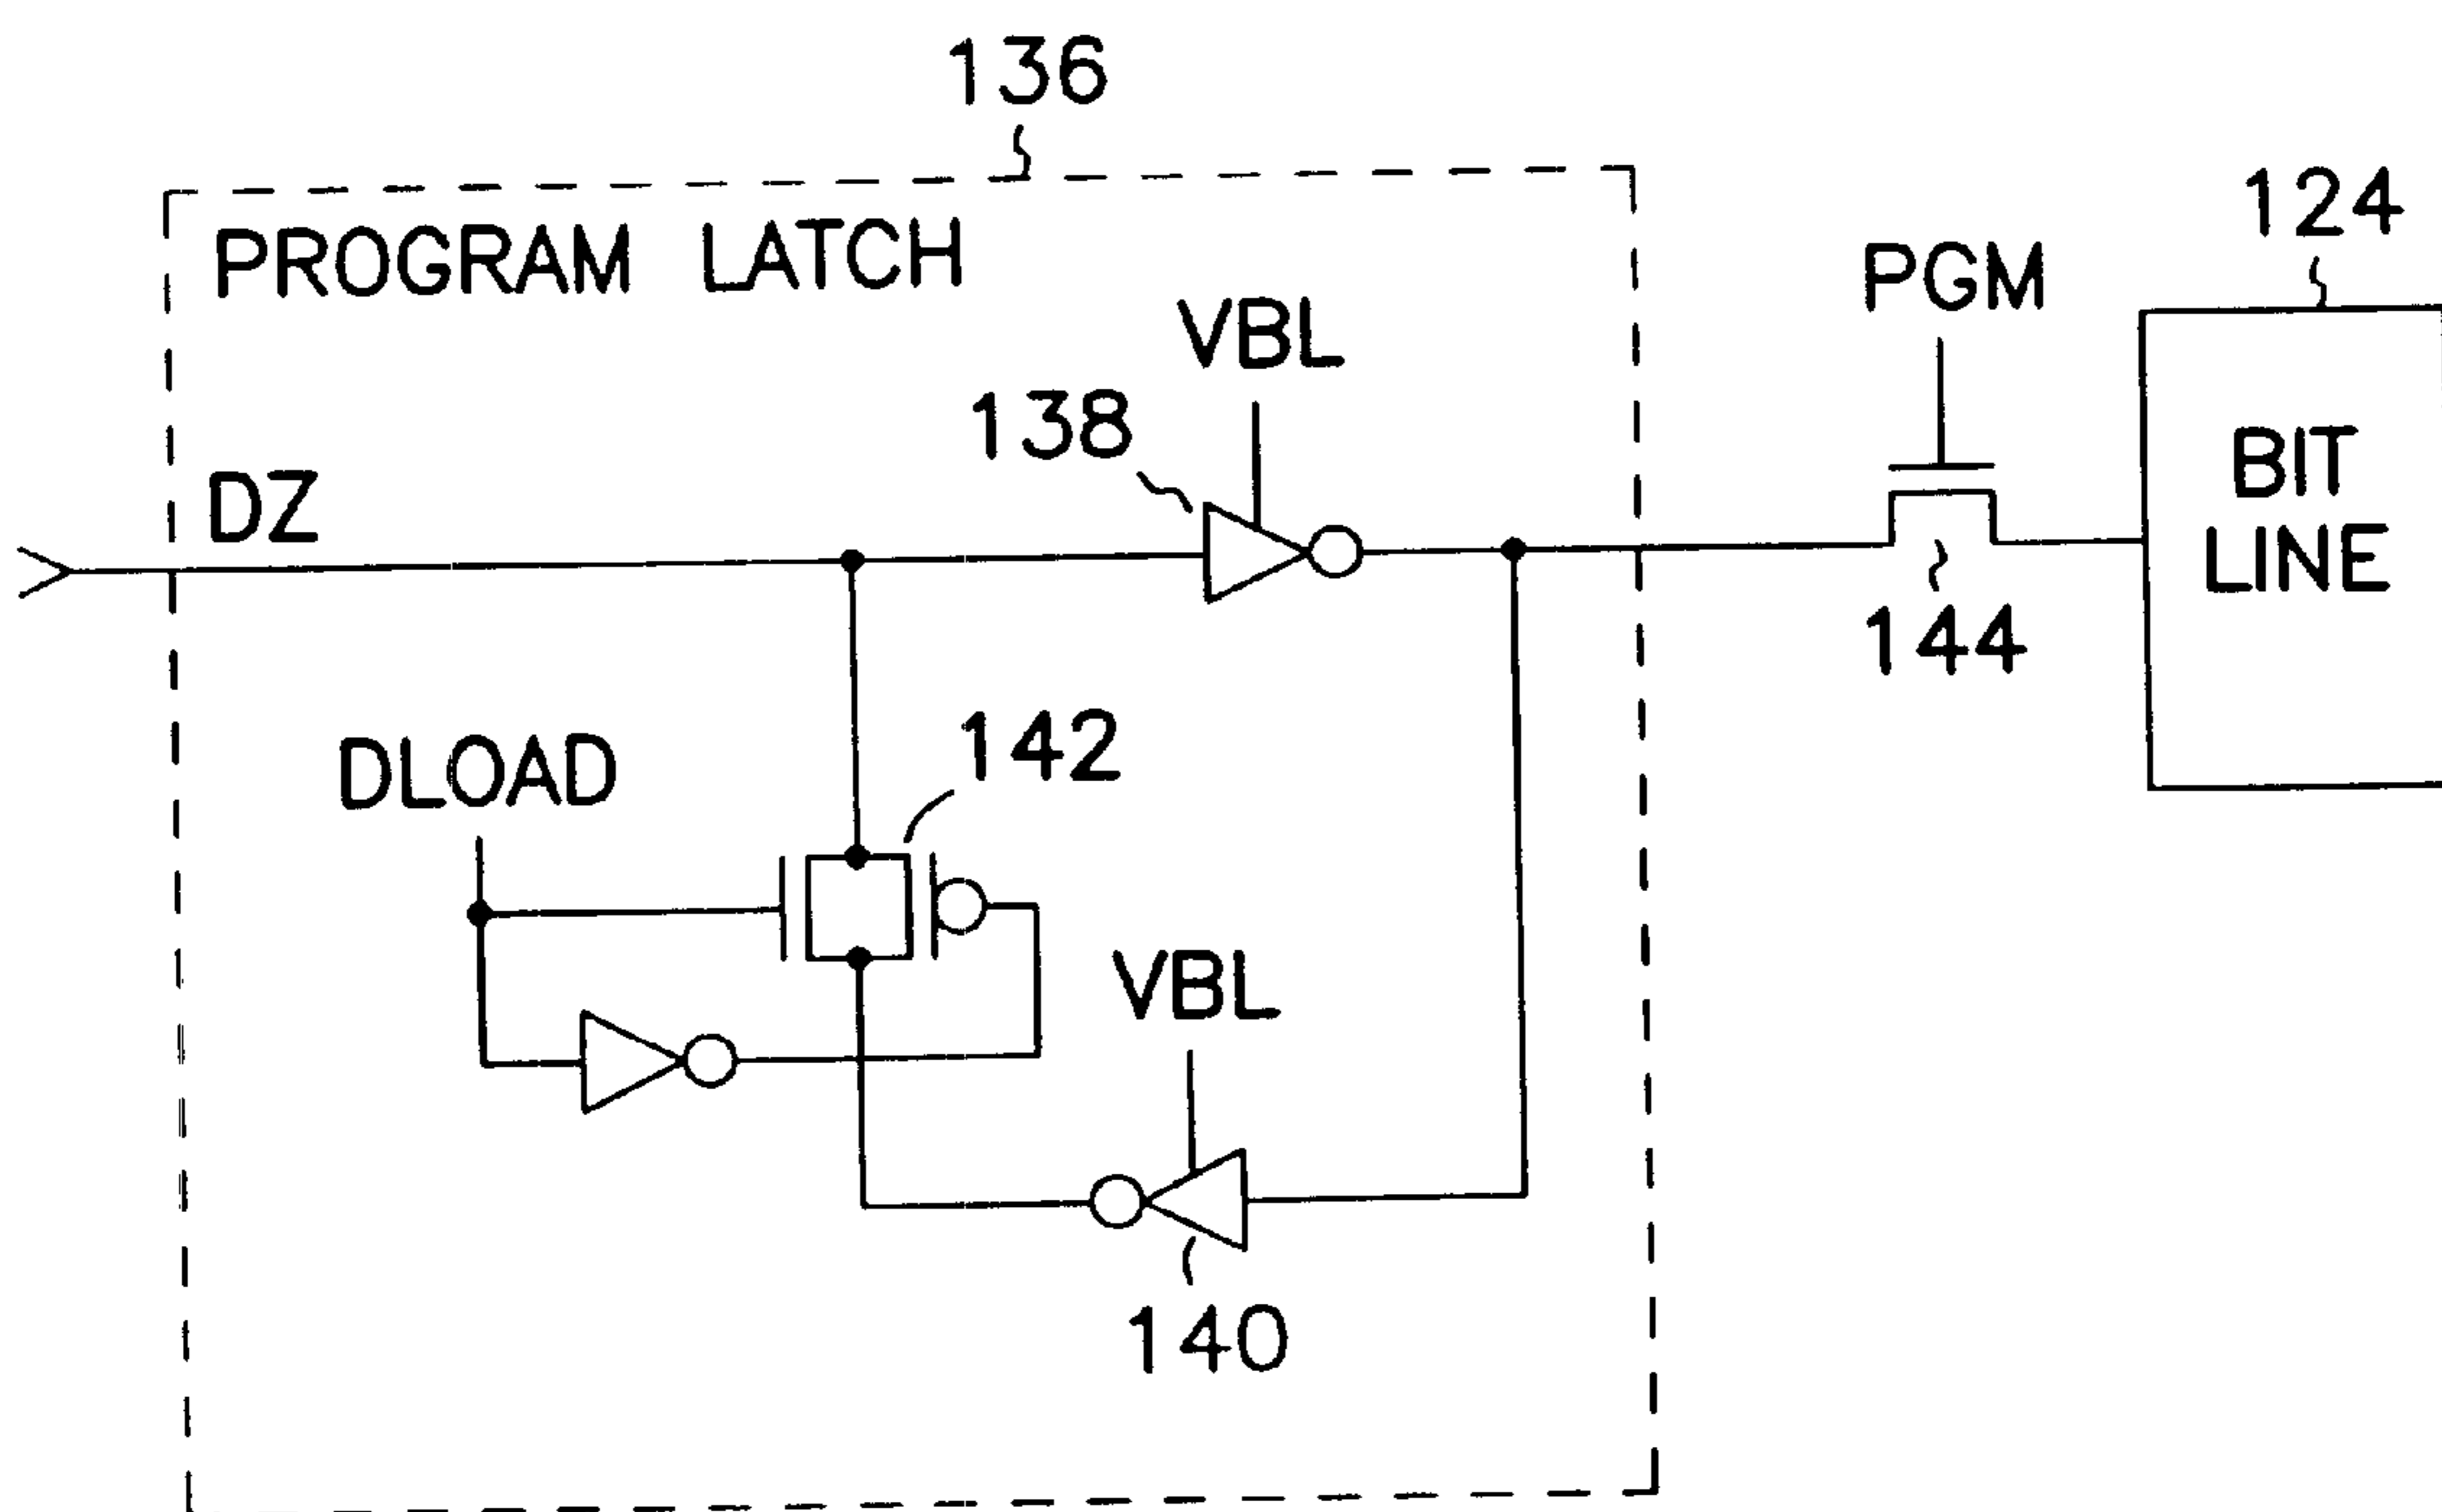 136
PROGRAM LATCH
124
PGM
VBL
138
BIT
LINE
DZ
144
142
DLOAD
VBL
140